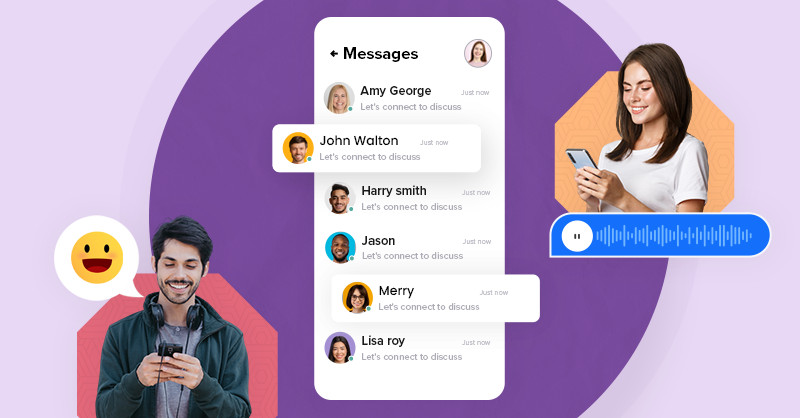 Messages
Amy George
Just now
Let's connect to discuss
John Walton
Just now
Let's connect to discuss
Harry smith
Just now
Let's connect to discuss
Jason
Just now
Let's connect to discuss
Merry
Just now
Let's connect to discuss
Lisa roy
Just now
Let's connect to discuss